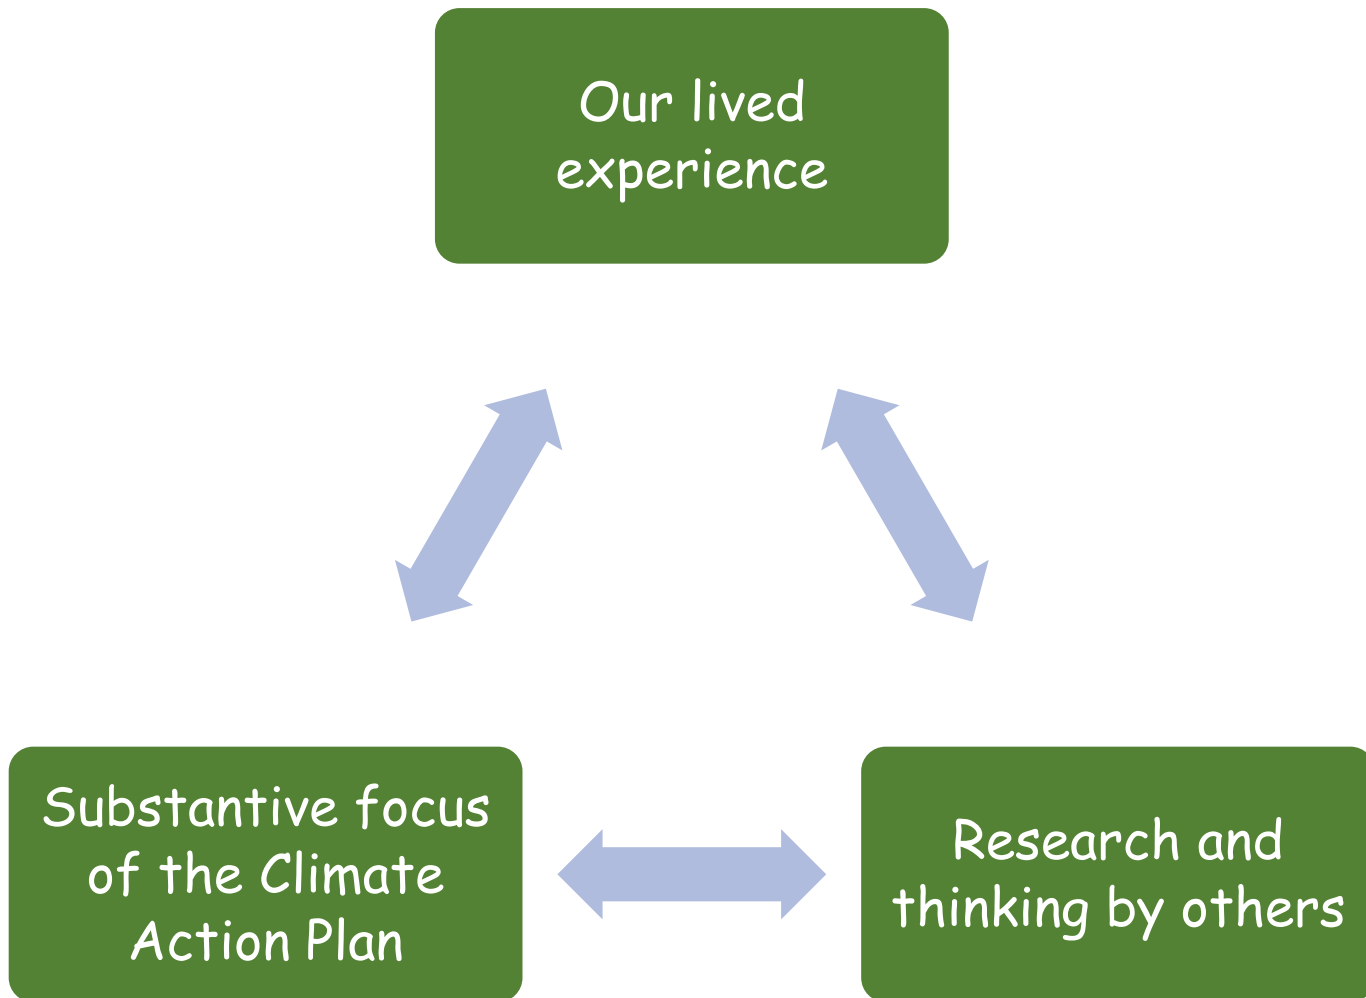 Our lived
experience
Substantive focus
of the Climate
Action Plan
Research and
thinking by others